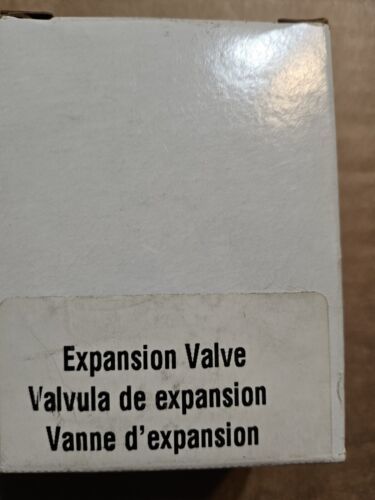 Expansion Valve
Valvula de expansion
Vanne d'expansion